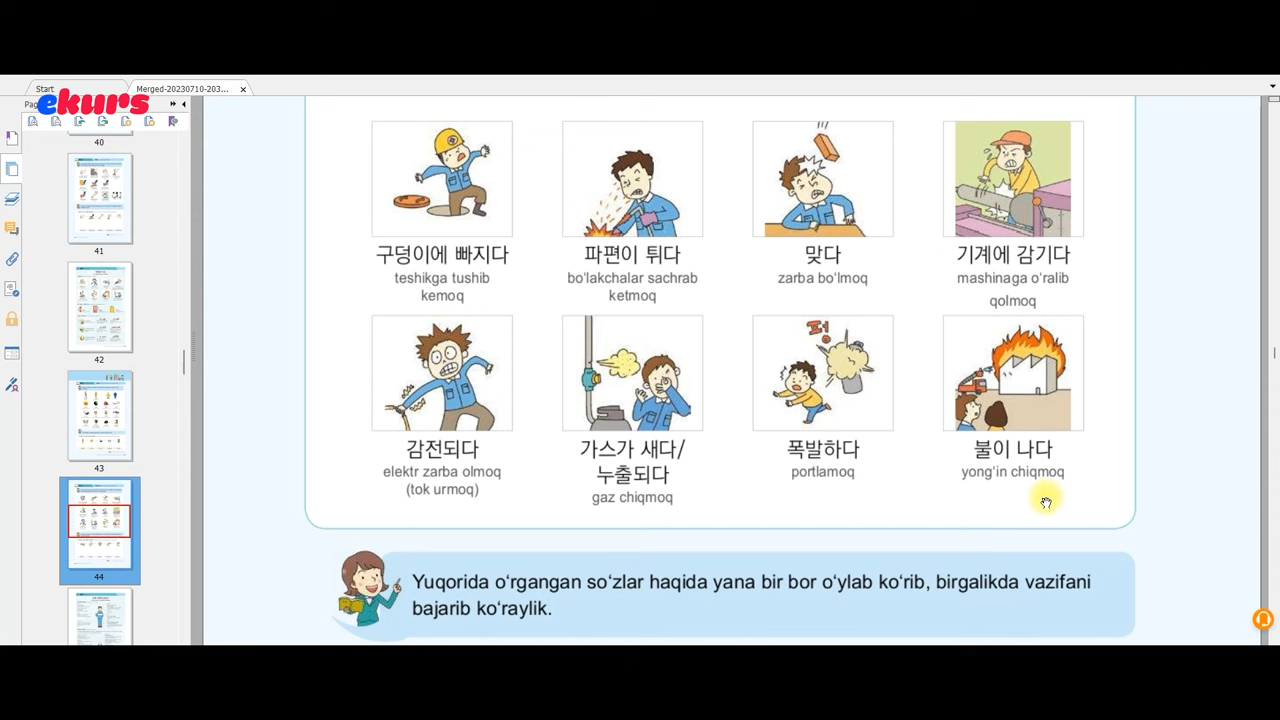 Start
Merged-20230710-203...
ekurs
40
41
42
43
44
구덩이에 빠지다
teshikga tushib
kemoq
파편이 튀다
bo‘lakchalar sachrab
ketmoq
맞다
zarba bo‘lmoq
기계에 감기다
mashinaga o‘ralib
qolmoq
펑
감전되다
elektr zarba olmoq
(tok urmoq)
가스가 새다/
누출되다
gaz chiqmoq
폭발하다
portlamoq
불이 나다
yong‘in chiqmoq
Yuqorida o‘rgangan so‘zlar haqida yana bir bor o‘ylab ko‘rib, birgalikda vazifani
bajarib ko‘raylik.